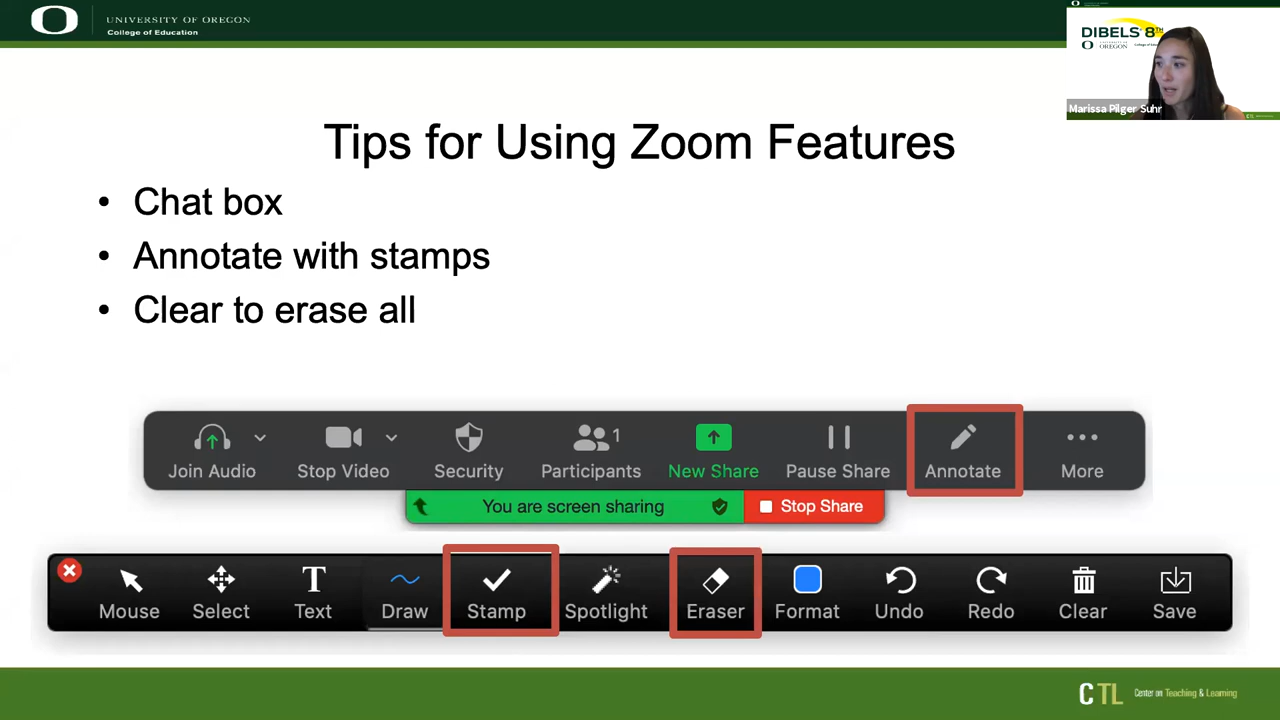 UNIVERSITY OF OREGON
College of Education
DIBELS 8TH
OREGON
Marissa Pilger Suhr
Tips for Using Zoom Features
• Chat box
• Annotate with stamps
• Clear to erase all
Join Audio Stop Video Security Participants 1 New Share Pause Share Annotate More
You are screen sharing Stop Share
Mouse Select Text Draw Stamp Spotlight Eraser Format Undo Redo Clear Save
CTL Center on Teaching & Learning